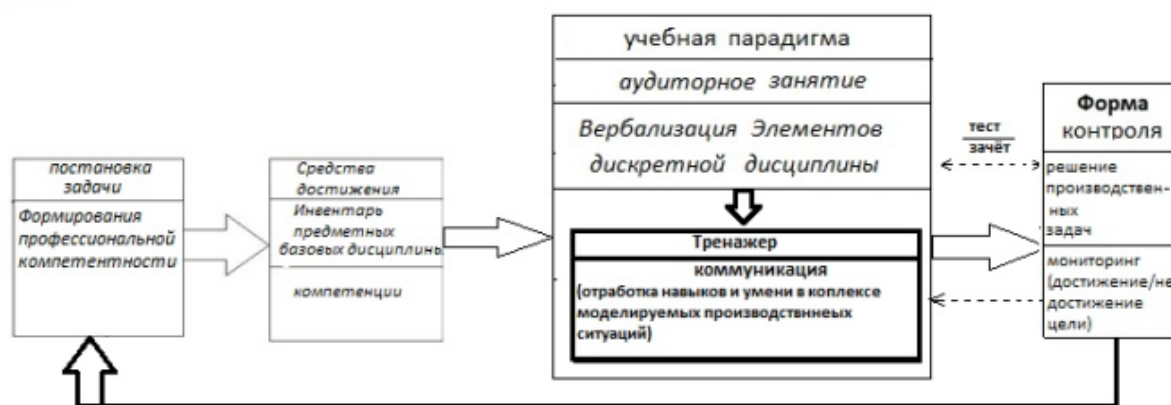 постановка
задачи
Формирования
профессиональной
компетентности
Средства
достижения
Инвентарь
предметных
базовых дисциплины
компетенции
учебная парадигма
аудиторное занятие
Вербализация Элементов
дискретной дисциплины
Тренажер
коммуникация
(отработка навыков и умени в коплексе
моделируемых производствннеых
ситуаций)
тест
зачёт
Форма
контроля
решение
производствен-
ных
задач
мониторинг
(достижение/не
достижение
цели)